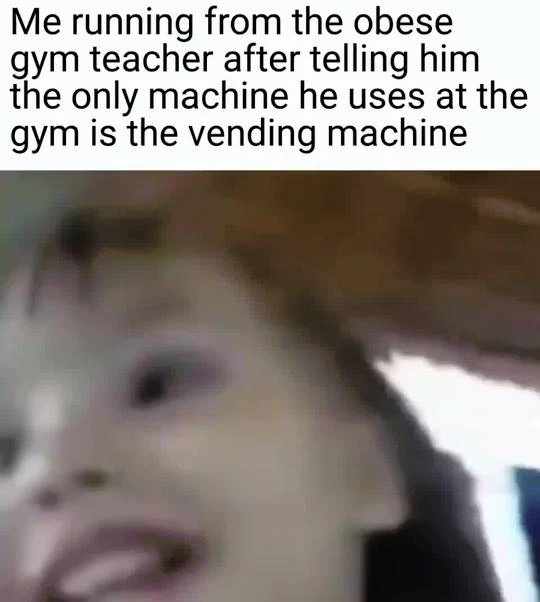 Me running from the obese
gym teacher after telling him
the only machine he uses at the
gym is the vending machine